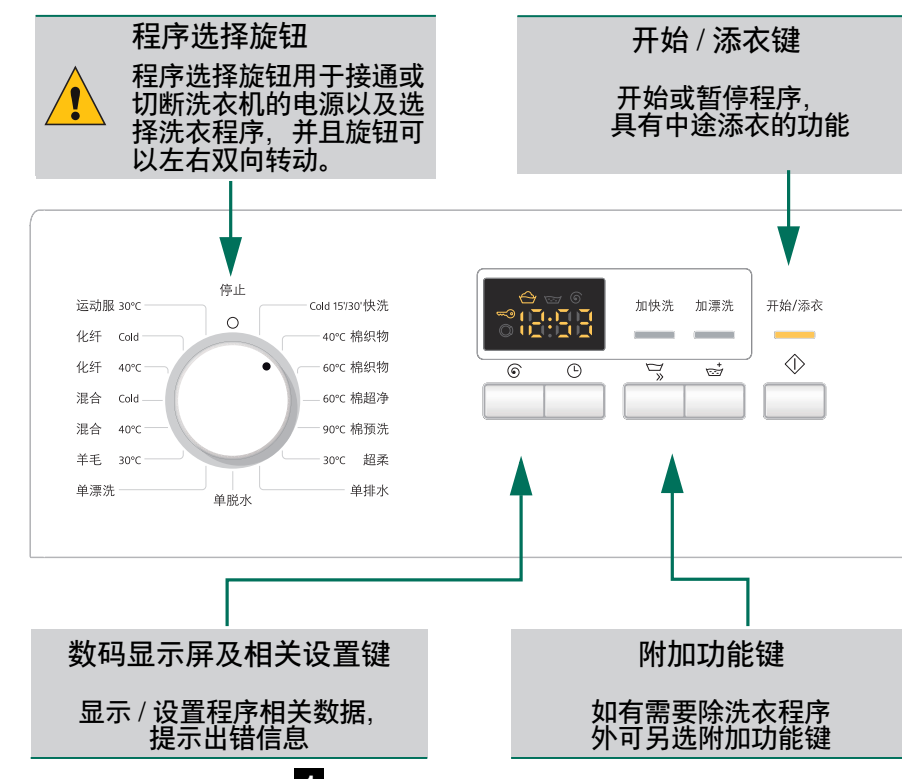 程序选择旋钮
程序选择旋钮用于接通或
切断洗衣机的电源以及选
择洗衣程序，并且旋钮可
以左右双向转动。
开始 / 添衣键
开始或暂停程序,
具有中途添衣的功能
停止
运动服 30℃
化纤 Cold
化纤 40℃
混合 Cold
混合 40℃
羊毛 30℃
单漂洗
单脱水
Cold 15'/30'快洗
40℃ 棉织物
60℃ 棉织物
60℃ 棉超净
90℃ 棉预洗
30℃ 超柔
单排水
12:53
加快洗
加漂洗
开始/添衣
数码显示屏及相关设置键
显示 / 设置程序相关数据,
提示出错信息
附加功能键
如有需要除洗衣程序
外可另选附加功能键